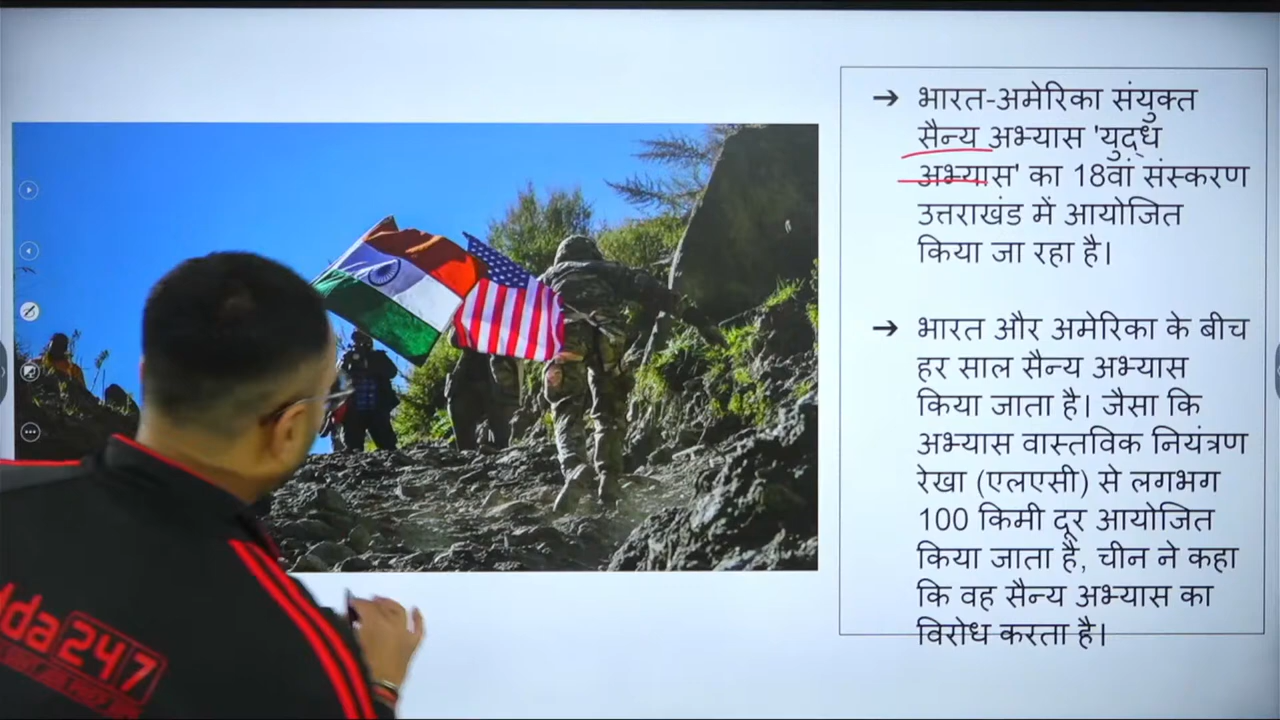 ➔ भारत-अमेरिका संयुक्त
सैन्य अभ्यास 'युद्ध
अभ्यास' का 18वां संस्करण
उत्तराखंड में आयोजित
किया जा रहा है।
➔ भारत और अमेरिका के बीच
हर साल सैन्य अभ्यास
किया जाता है। जैसा कि
अभ्यास वास्तविक नियंत्रण
रेखा (एलएसी) से लगभग
100 किमी दूर आयोजित
किया जाता है, चीन ने कहा
कि वह सैन्य अभ्यास का
विरोध करता है।
dda247